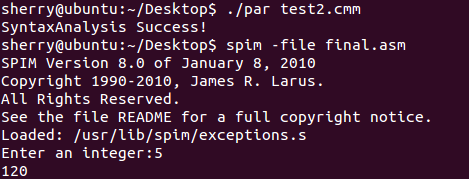 sherry@ubuntu:~/Desktop$ ./par test2.cmm
SyntaxAnalysis Success!
sherry@ubuntu:~/Desktop$ spim -file final.asm
SPIM Version 8.0 of January 8, 2010
Copyright 1990-2010, James R. Larus.
All Rights Reserved.
See the file README for a full copyright notice.
Loaded: /usr/lib/spim/exceptions.s
Enter an integer:5
120